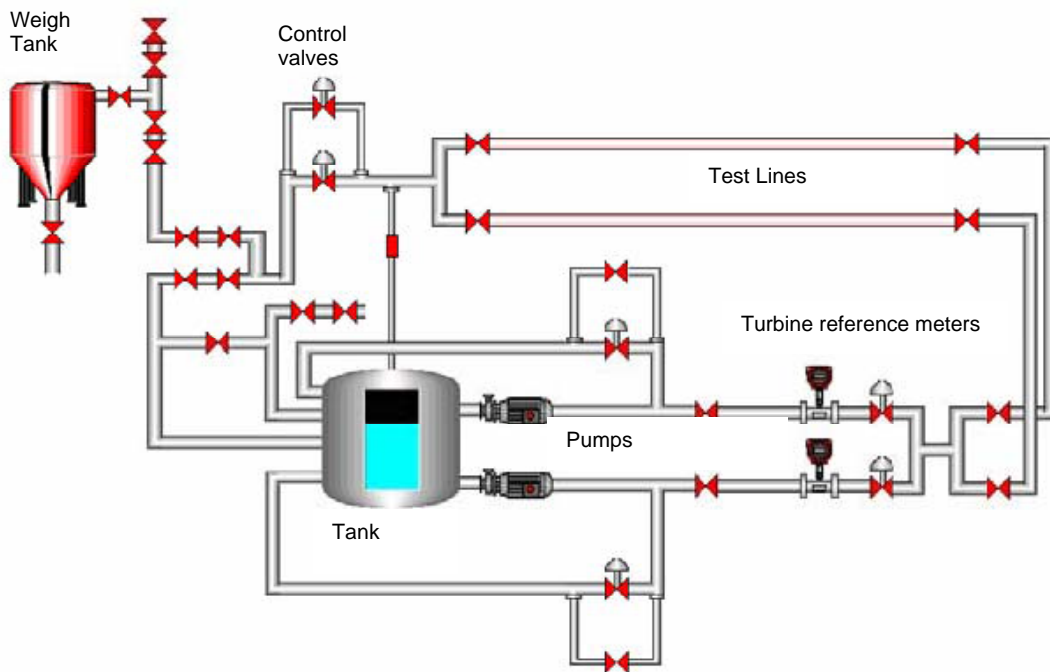 Weigh
Tank
Control
valves
Test Lines
Turbine reference meters
Pumps
Tank